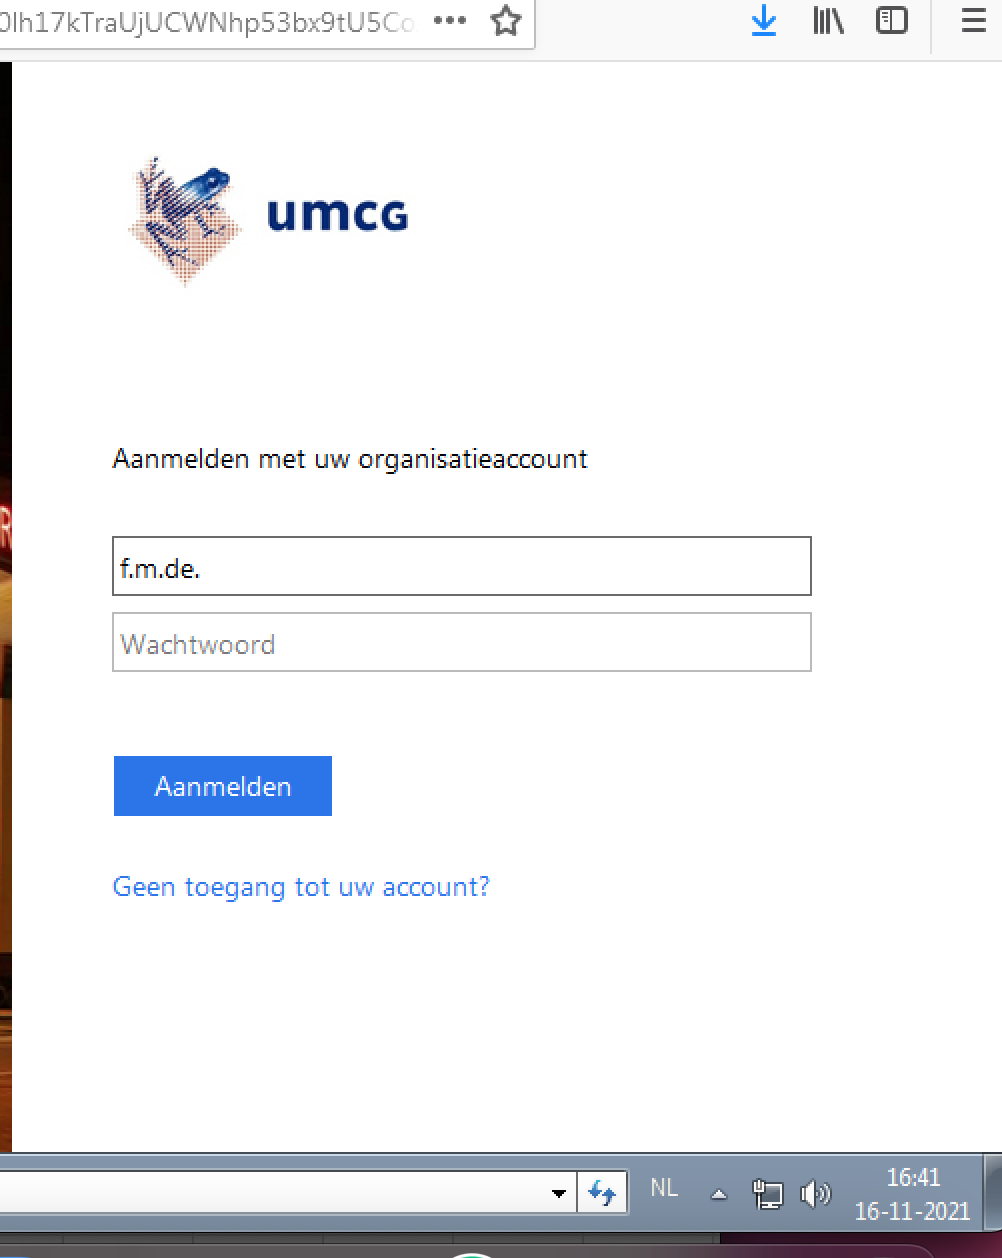 0lh17kTraUjUCWNhp53bx9tU5Co
umcG
Aanmelden met uw organisatieaccount
f.m.de.
Wachtwoord
Aanmelden
Geen toegang tot uw account?
NL
16:41
16-11-2021